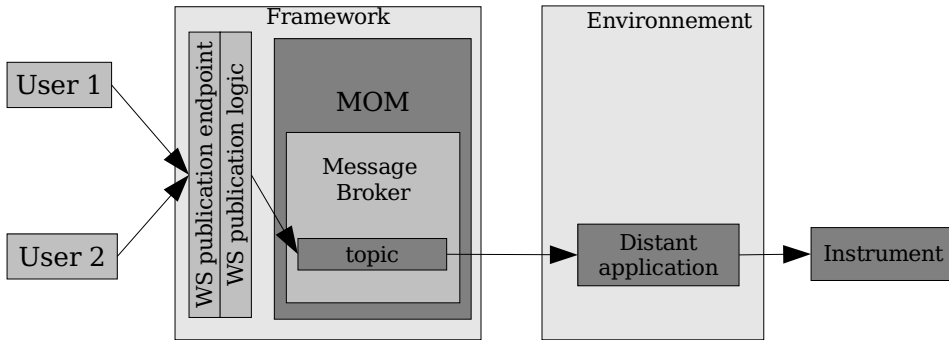 Framework
Environnement
User 1
User 2
WS publication endpoint
WS publication logic
MOM
Message
Broker
topic
Distant
application
Instrument